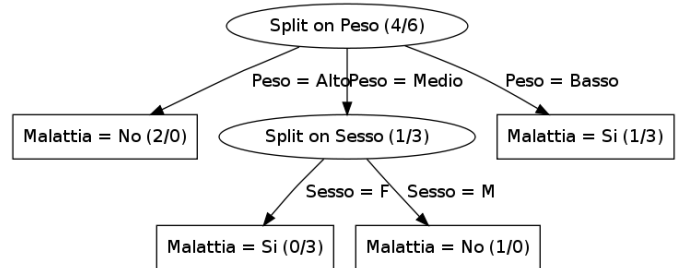 Split on Peso (4/6)
Peso = Alto
Peso = Medio
Peso = Basso
Malattia = No (2/0)
Split on Sesso (1/3)
Malattia = Si (1/3)
Sesso = F
Sesso = M
Malattia = Si (0/3)
Malattia = No (1/0)